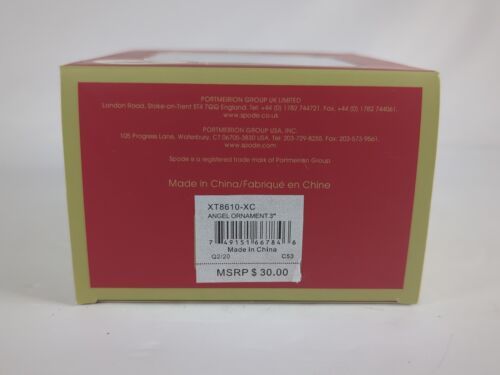 PORTMEIRION GROUP UK LIMITED
London Road, Stoke-on-Trent ST4 7QQ England. Tel. +44 (0) 1782 744721. Fax. +44 (0) 1782 744061.
www.spode.co.uk
PORTMEIRION GROUP USA, INC.
105 Progress Lane, Waterbury, CT 06705-3830 USA. Tel: 203-729-8255. Fax: 203-573-9561.
www.spode.com
Spode is a registered trade mark of Portmeirion Group
Made in China/Fabriqué en Chine
XT8610-XC
ANGEL ORNAMENT.3"
7 49151 66784 6
Made in China
Q2/20 C53
MSRP $ 30.00